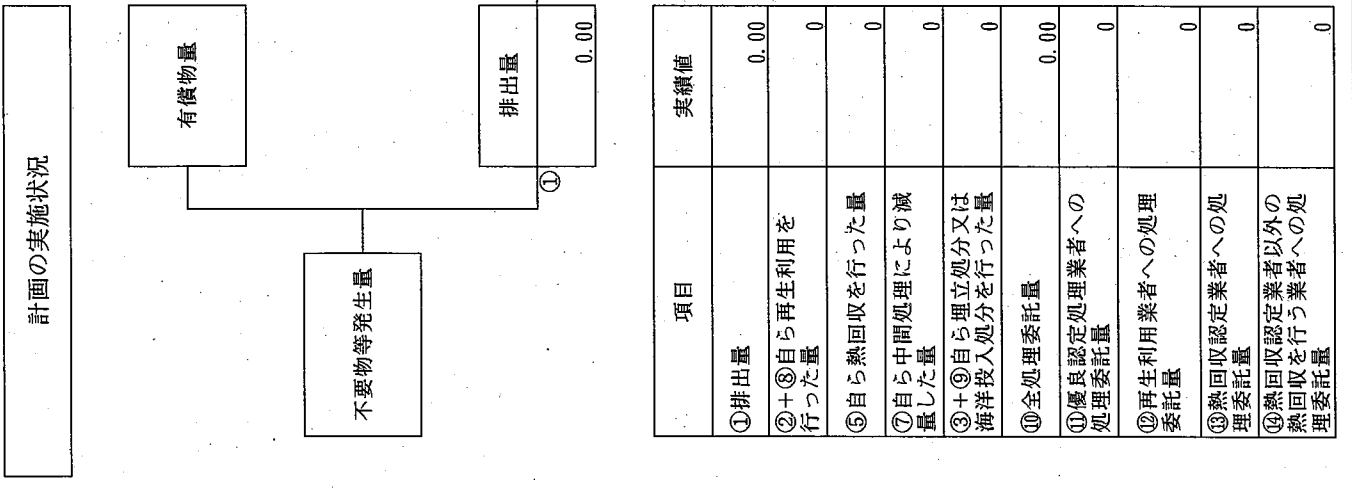 計画の実施状況
有償物量
不要物等発生量
排出量
①
0.00
項目
実績値
①排出量
0.00
②+⑧自ら再生利用を
行った量
0
⑤自ら熱回収を行った量
0
⑦自ら中間処理により減
量した量
0
③+⑨自ら埋立処分又は
海洋投入処分を行った量
0
⑩全処理委託量
0.00
⑪優良認定処理業者への
処理委託量
0
⑫再生利用業者への処理
委託量
0
⑬熱回収認定業者への処
理委託量
0
⑭熱回収認定業者以外の
熱回収を行う業者への処
理委託量
0